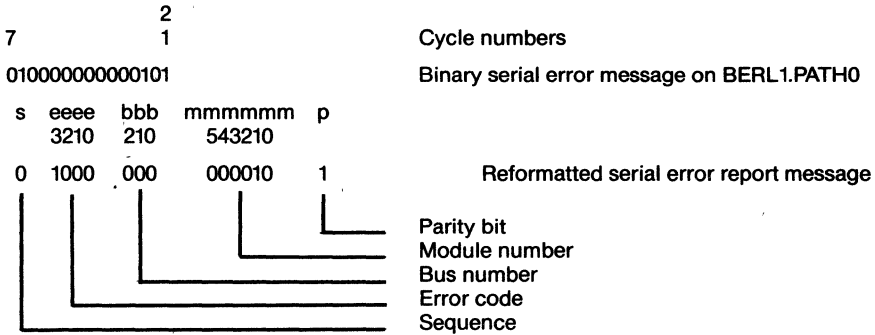 2
7 1 Cycle numbers
010000000000101 Binary serial error message on BERL1.PATH0
s eeee bbb mmmmmm p
3210 210 543210
0 1000 000 000010 1 Reformatted serial error report message
Parity bit
Module number
Bus number
Error code
Sequence